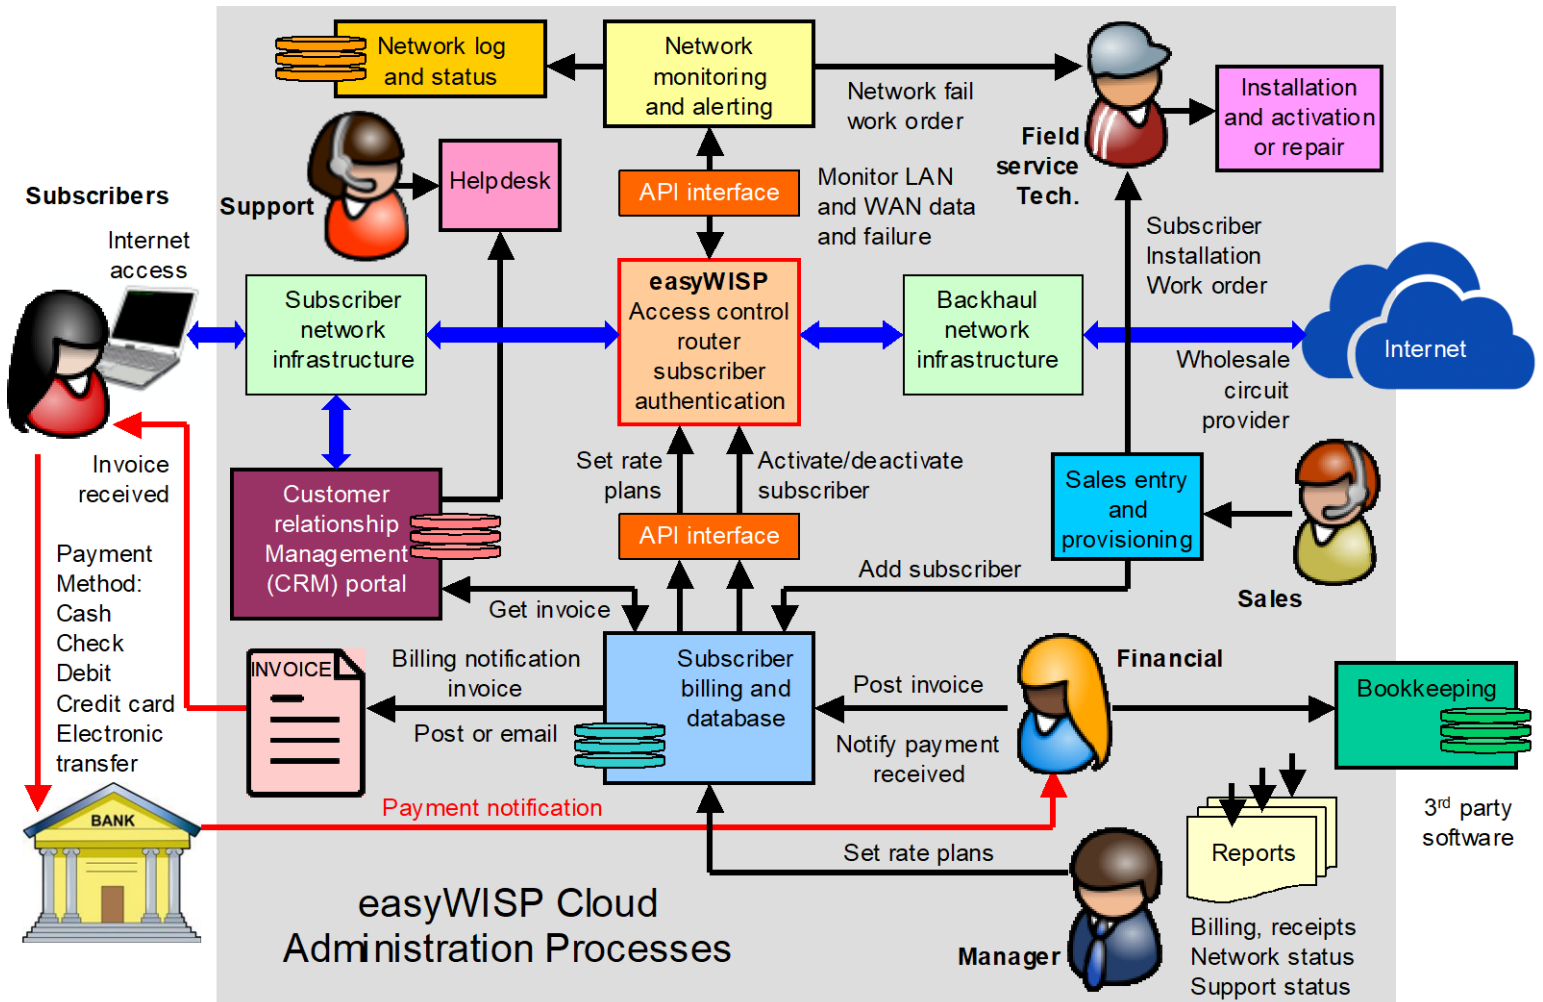 Network log
and status
Network
monitoring
and alerting
Network fail
work order
Field
service
Tech.
Installation
and activation
or repair
Support
Helpdesk
API interface
Monitor LAN
and WAN data
and failure
Subscribers
Internet
access
Subscriber
Installation
Work order
Subscriber
network
infrastructure
easyWISP
Access control
router
subscriber
authentication
Backhaul
network
infrastructure
Internet
Wholesale
circuit
provider
Invoice
received
Set rate
plans
Activate/deactivate
subscriber
Customer
relationship
Management
(CRM) portal
API interface
Sales entry
and
provisioning
Sales
Add subscriber
Get invoice
Payment
Method:
Cash
Check
Debit
Credit card
Electronic
transfer
INVOICE
Billing notification
invoice
Post or email
Subscriber
billing and
database
Post invoice
Notify payment
received
Financial
Bookkeeping
3rd party
software
BANK
Payment notification
Set rate plans
Manager
Reports
Billing, receipts
Network status
Support status
easyWISP Cloud
Administration Processes